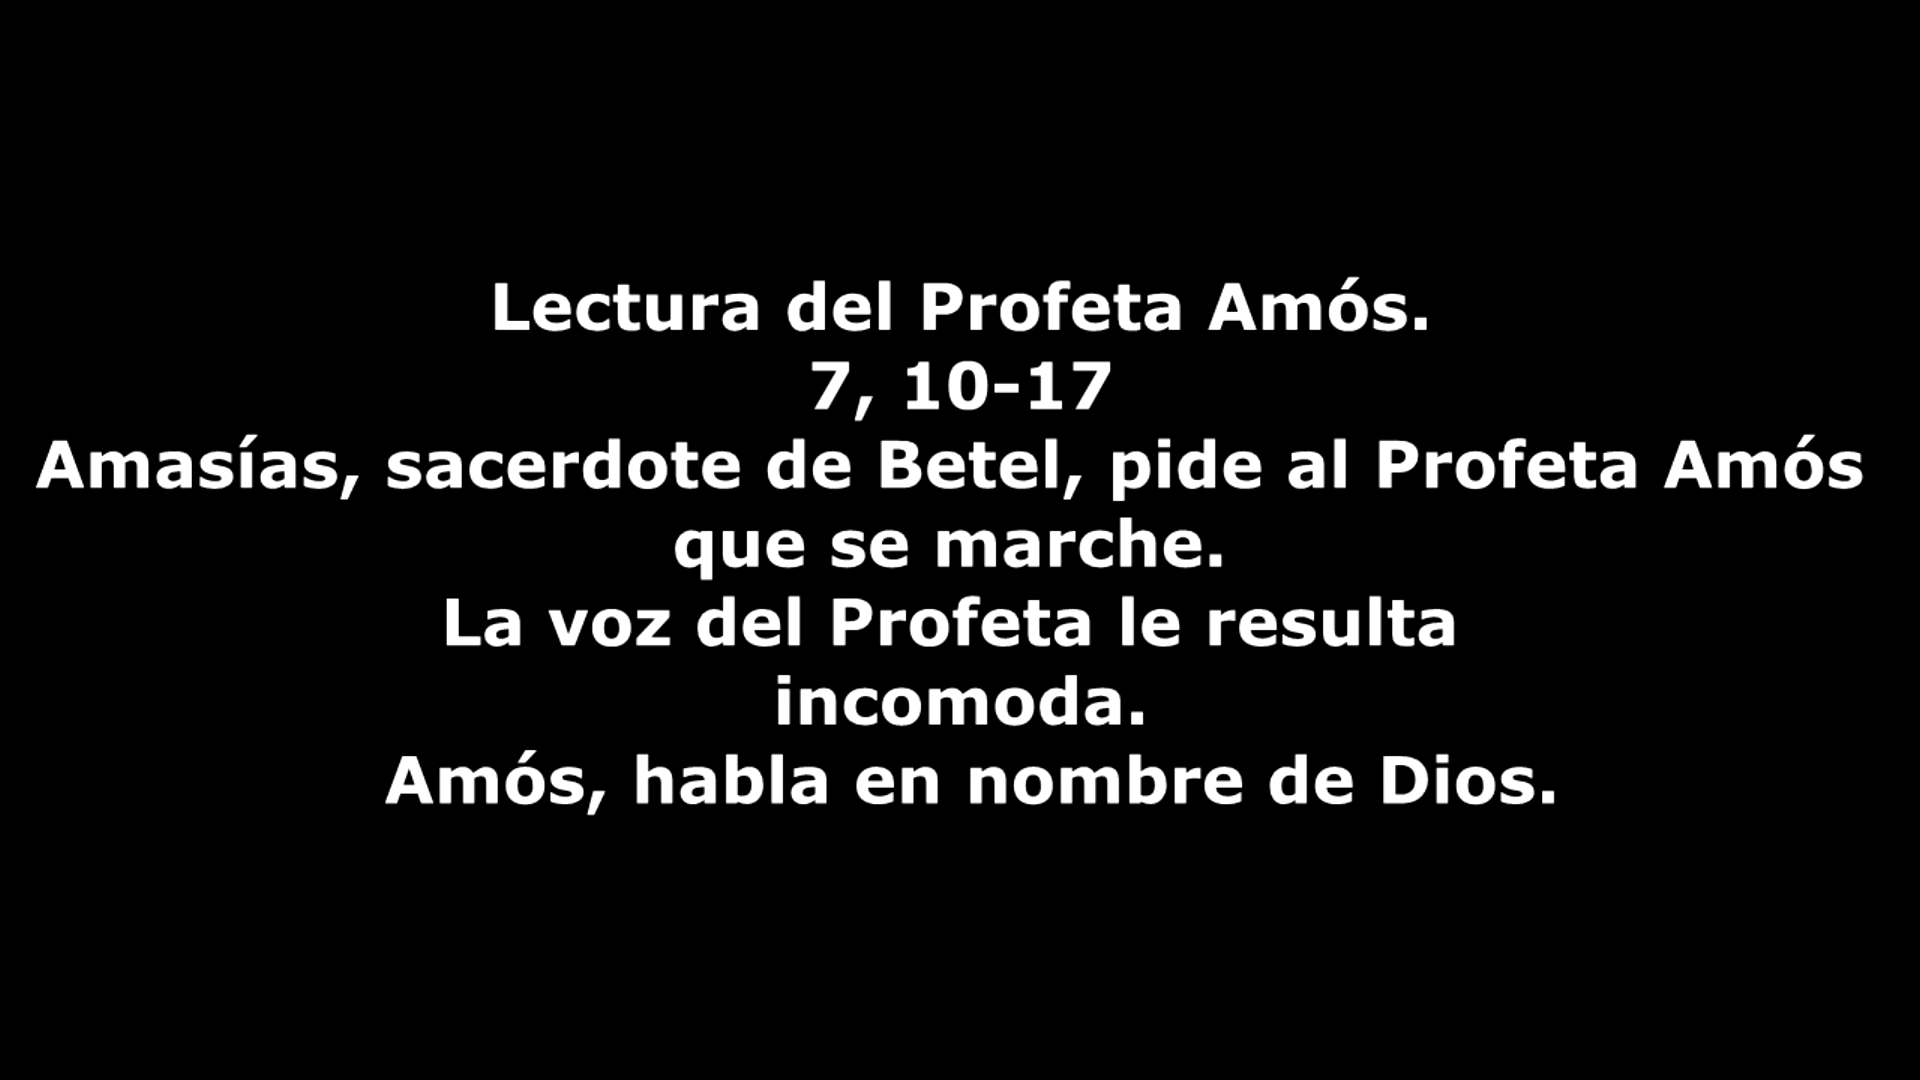 Lectura del Profeta Amós.
7, 10-17
Amasías, sacerdote de Betel, pide al Profeta Amós
que se marche.
La voz del Profeta le resulta
incomoda.
Amós, habla en nombre de Dios.